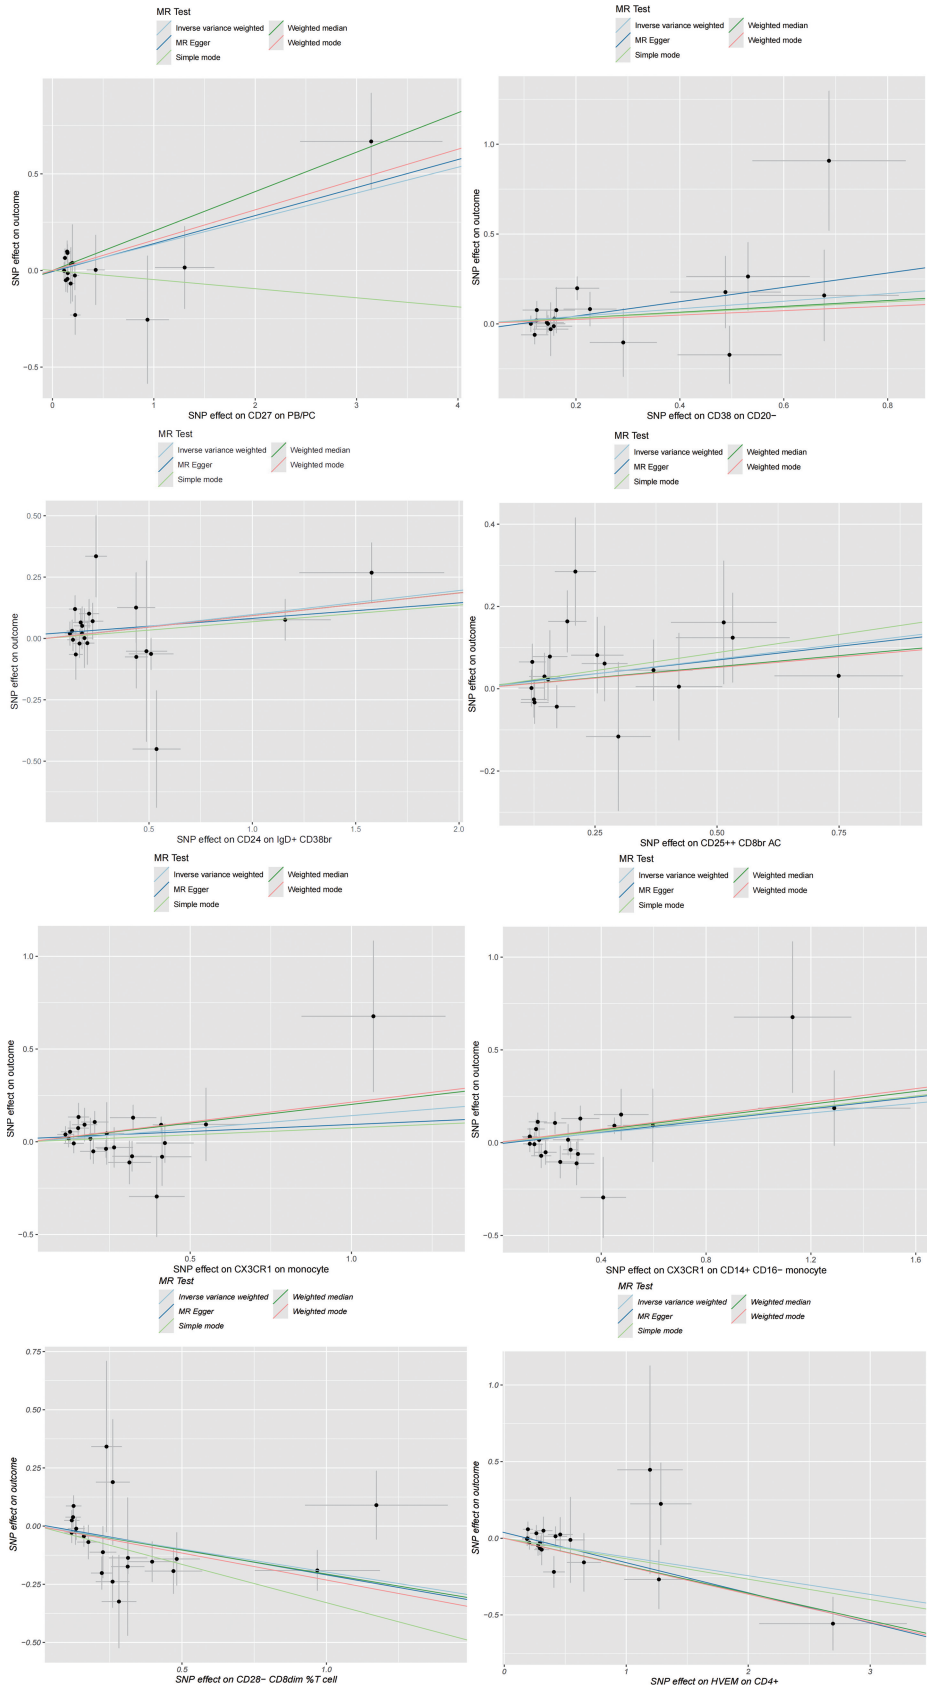 MR Test
Inverse variance weighted
Weighted median
MR Egger
Weighted mode
Simple mode
SNP effect on outcome
0.5
0.0
−0.5
0
1
2
3
4
SNP effect on CD27 on PB/PC
MR Test
Inverse variance weighted
Weighted median
MR Egger
Weighted mode
Simple mode
SNP effect on outcome
1.0
0.5
0.0
0.2
0.4
0.6
0.8
SNP effect on CD38 on CD20−
MR Test
Inverse variance weighted
Weighted median
MR Egger
Weighted mode
Simple mode
SNP effect on outcome
0.50
0.25
0.00
−0.25
−0.50
0.5
1.0
1.5
2.0
SNP effect on CD24 on IgD+ CD38br
MR Test
Inverse variance weighted
Weighted median
MR Egger
Weighted mode
Simple mode
SNP effect on outcome
0.4
0.2
0.0
−0.2
0.25
0.50
0.75
SNP effect on CD25++ CD8br AC
MR Test
Inverse variance weighted
Weighted median
MR Egger
Weighted mode
Simple mode
SNP effect on outcome
1.0
0.5
0.0
−0.5
0.5
1.0
SNP effect on CX3CR1 on monocyte
MR Test
Inverse variance weighted
Weighted median
MR Egger
Weighted mode
Simple mode
SNP effect on outcome
1.0
0.5
0.0
−0.5
0.4
0.8
1.2
1.6
SNP effect on CX3CR1 on CD14+ CD16− monocyte
MR Test
Inverse variance weighted
Weighted median
MR Egger
Weighted mode
Simple mode
SNP effect on outcome
0.75
0.50
0.25
0.00
−0.25
−0.50
0.5
1.0
SNP effect on CD28− CD8dim %T cell
MR Test
Inverse variance weighted
Weighted median
MR Egger
Weighted mode
Simple mode
SNP effect on outcome
1.0
0.5
0.0
−0.5
0
1
2
3
SNP effect on HVEM on CD4+